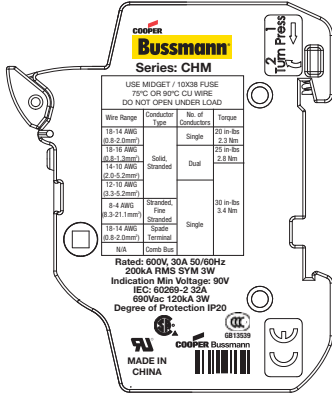 COOPER
Bussmann®
Series: CHM
1 Turn Press 2
USE MIDGET / 10X38 FUSE
75ºC OR 90ºC CU WIRE
DO NOT OPEN UNDER LOAD
Wire Range Conductor Type No. of Conductors Torque
18-14 AWG (0.8-2.0mm²) Solid, Stranded Single 20 in-lbs 2.3 Nm
18-16 AWG (0.8-1.3mm²) Dual 25 in-lbs 2.8 Nm
14-10 AWG (2.0-5.2mm²)
12-10 AWG (3.3-5.2mm²) Single 30 in-lbs 3.4 Nm
8-4 AWG (8.3-21.1mm²) Stranded, Fine Stranded
18-14 AWG (0.8-2.0mm²) Spade Terminal
N/A Comb Bus
Rated: 600V, 30A 50/60Hz
200kA RMS SYM 3W
Indication Min Voltage: 90V
IEC: 60269-2 32A
690Vac 120kA 3W
Degree of Protection IP20
GB13539
COOPER Bussmann
MADE IN
CHINA
CE